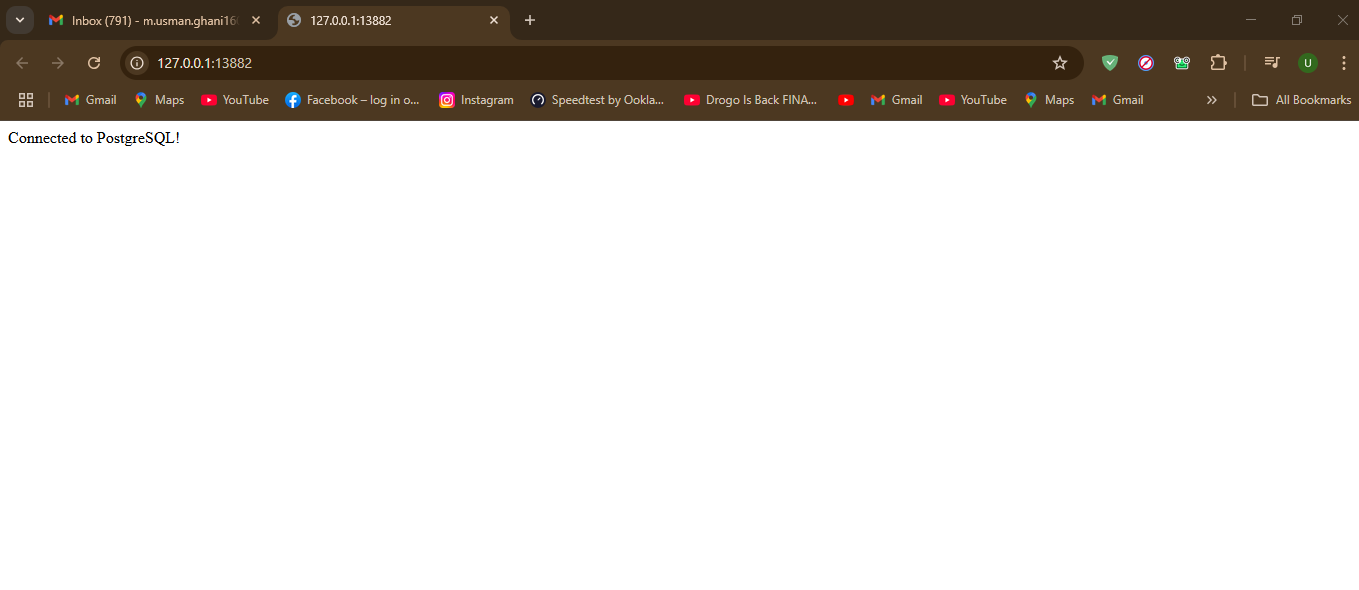 Inbox (791) - m.usman.ghani16
127.0.0.1:13882
127.0.0.1:13882
U
Gmail
Maps
YouTube
Facebook – log in o...
Instagram
Speedtest by Ookla...
Drogo Is Back FINA...
Gmail
YouTube
Maps
Gmail
All Bookmarks
Connected to PostgreSQL!